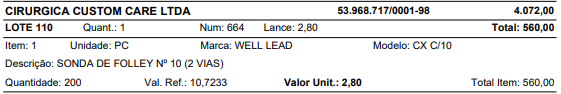 CIRURGICA CUSTOM CARE LTDA 53.968.717/0001-98 4.072,00
LOTE 110 Quant.: 1 Num: 664 Lance: 2,80 Total: 560,00
Item: 1 Unidade: PC Marca: WELL LEAD Modelo: CX C/10
Descrição: SONDA DE FOLLEY Nº 10 (2 VIAS)
Quantidade: 200 Val. Ref.: 10,7233 Valor Unit.: 2,80 Total Item: 560,00